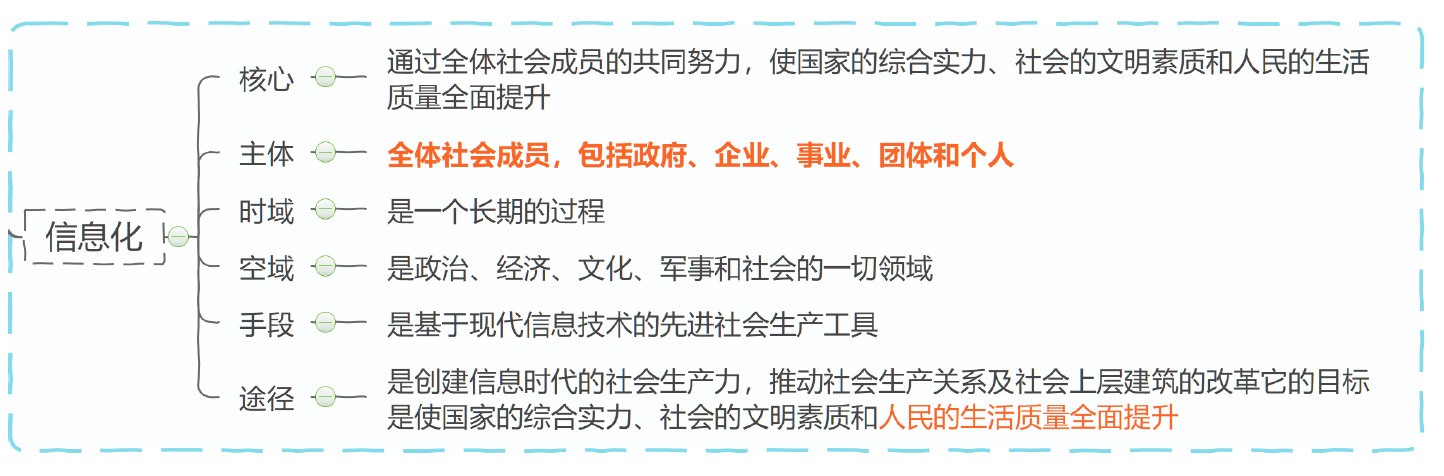 信息化
核心
通过全体社会成员的共同努力，使国家的综合实力、社会的文明素质和人民的生活
质量全面提升
主体
全体社会成员，包括政府、企业、事业、团体和个人
时域
是一个长期的过程
空域
是政治、经济、文化、军事和社会的一切领域
手段
是基于现代信息技术的先进社会生产工具
途径
是创建信息时代的社会生产力，推动社会生产关系及社会上层建筑的改革它的目标
是使国家的综合实力、社会的文明素质和人民的生活质量全面提升